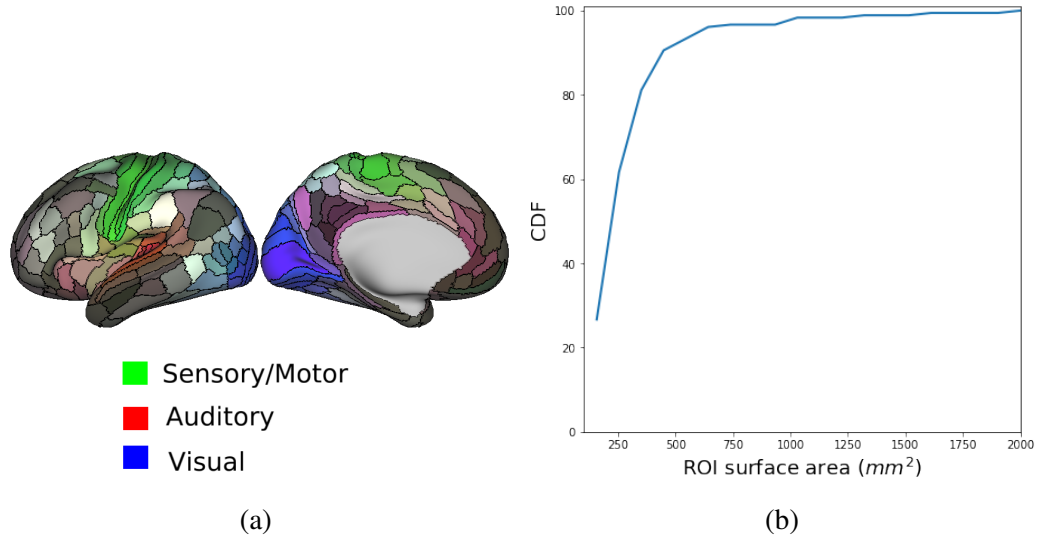 Sensory/Motor
Auditory
Visual
(a)
100
80
60
40
20
0
CDF
250 500 750 1000 1250 1500 1750 2000
ROI surface area (mm²)
(b)